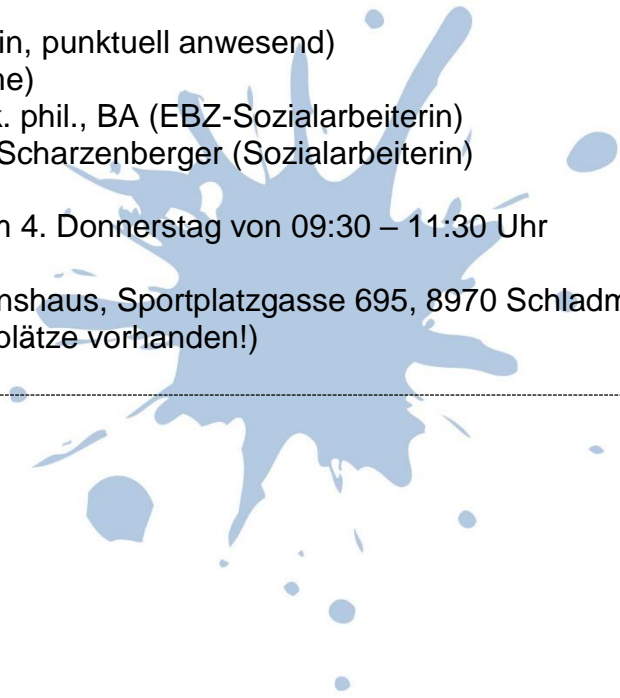 in, punktuell anwesend)
ne)
. phil., BA (EBZ-Sozialarbeiterin)
Scharzenberger (Sozialarbeiterin)
n 4. Donnerstag von 09:30 – 11:30 Uhr
nshaus, Sportplatzgasse 695, 8970 Schladm
plätze vorhanden!)